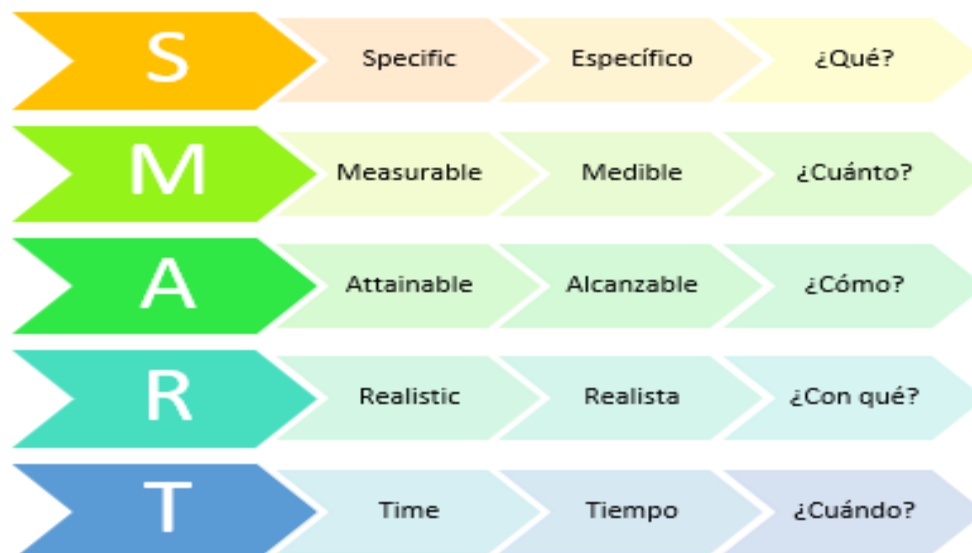 S Specific Específico ¿Qué?
M Measurable Medible ¿Cuánto?
A Attainable Alcanzable ¿Cómo?
R Realistic Realista ¿Con qué?
T Time Tiempo ¿Cuándo?